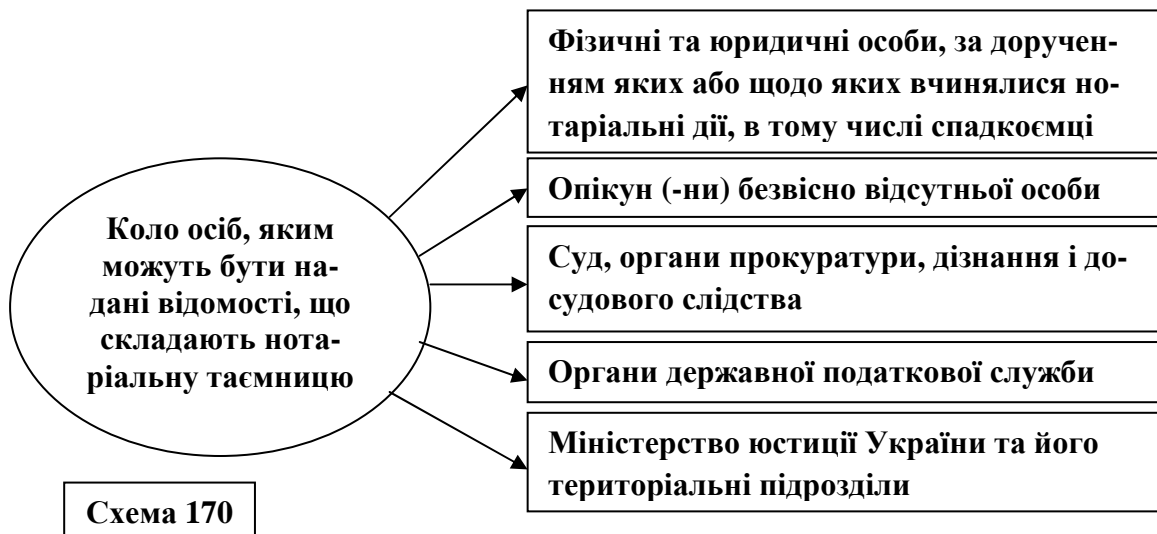 Коло осіб, яким
можуть бути на-
дані відомості, що
складають нота-
ріальну таємницю
Фізичні та юридичні особи, за доручен-
ням яких або щодо яких вчинялися но-
таріальні дії, в тому числі спадкоємці
Опікун (-ни) безвісно відсутньої особи
Суд, органи прокуратури, дізнання і до-
судового слідства
Органи державної податкової служби
Міністерство юстиції України та його
територіальні підрозділи
Схема 170